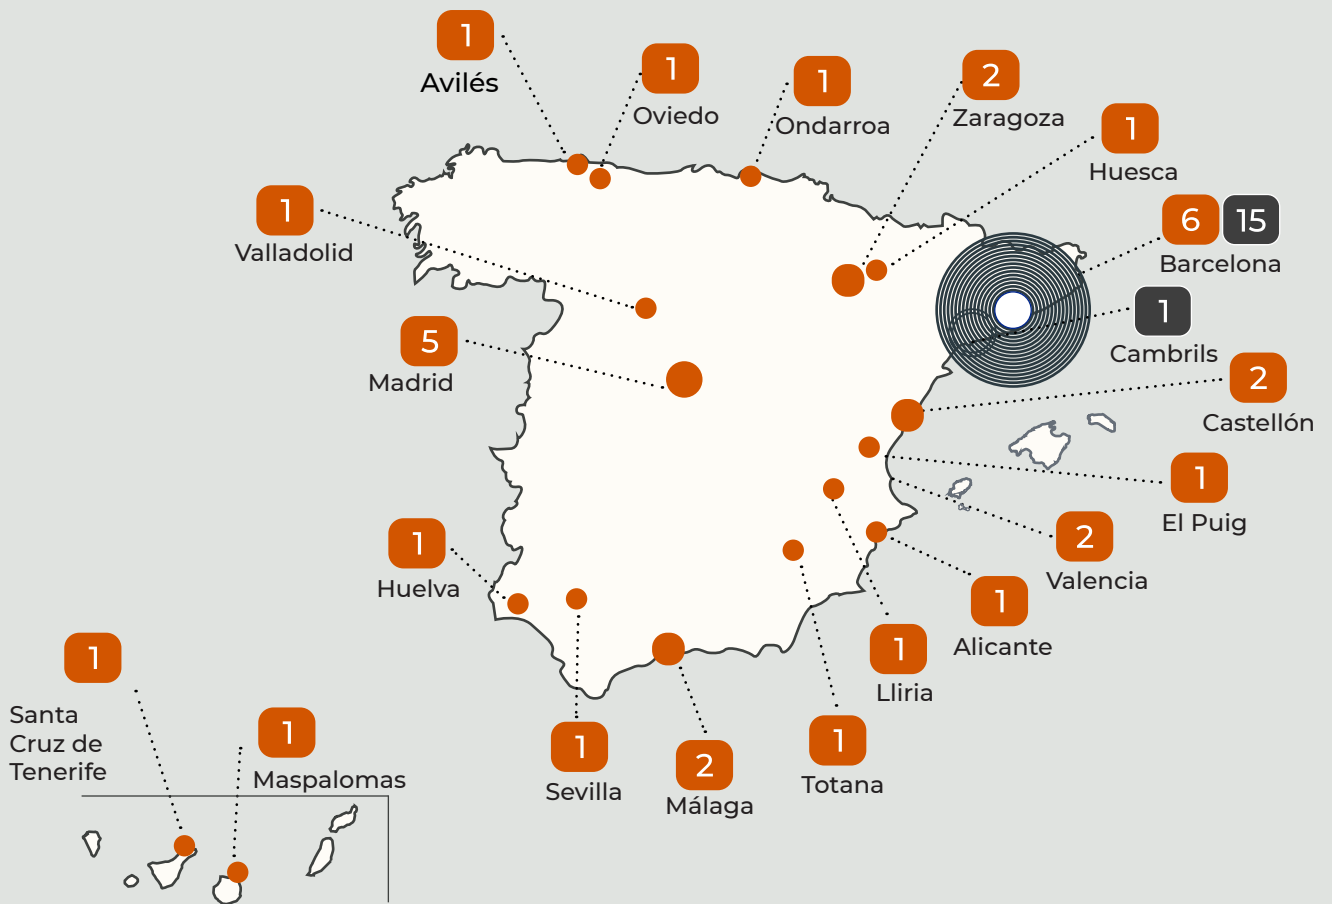 1
Avilés
1
Oviedo
1
Ondarroa
2
Zaragoza
1
Huesca
1
Valladolid
6 15
Barcelona
1
Cambrils
5
Madrid
2
Castellón
1
El Puig
2
Valencia
1
Huelva
1
Alicante
1
Lliria
1
Santa
Cruz de
Tenerife
1
Maspalomas
1
Sevilla
2
Málaga
1
Totana